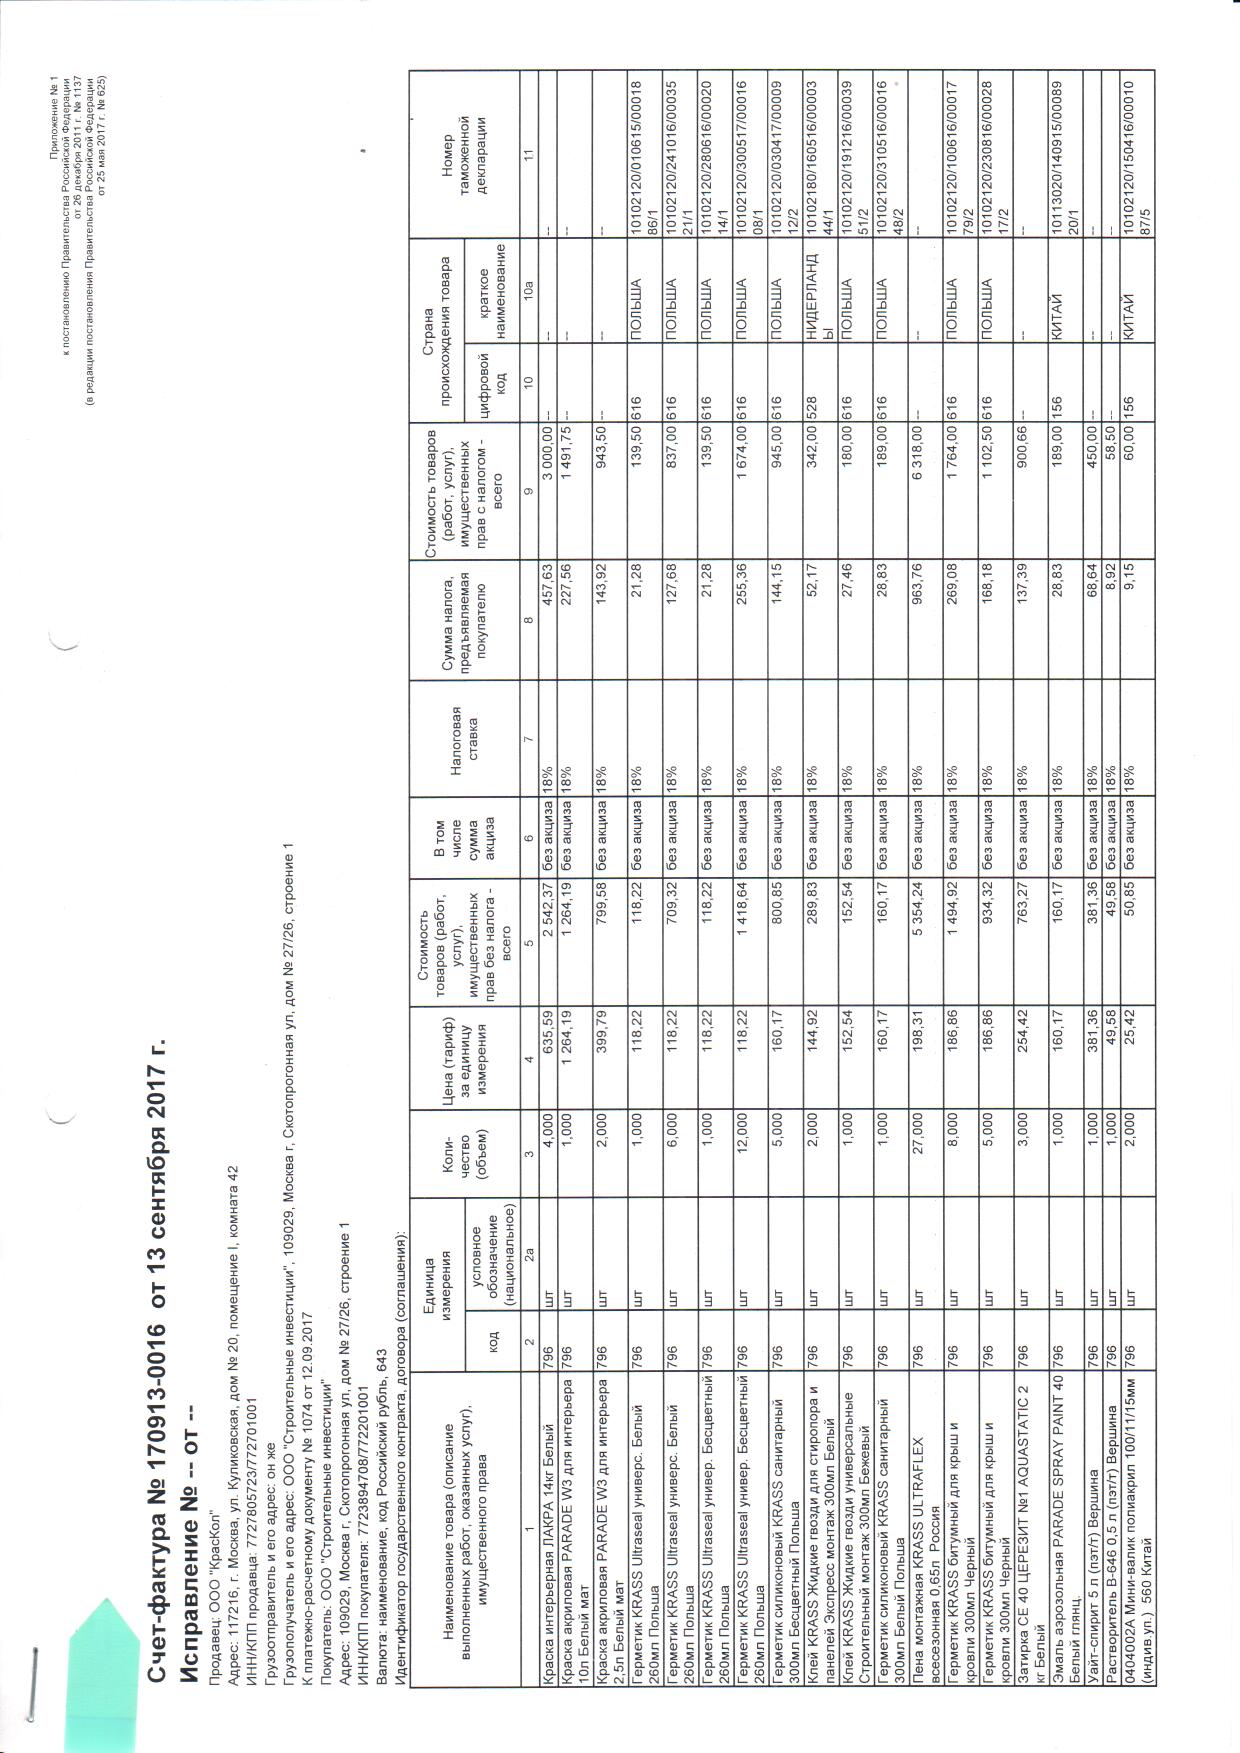 Приложение № 1
к постановлению Правительства Российской Федерации
от 26 декабря 2011 г. № 1137
(в редакции постановления Правительства Российской Федерации
от 25 мая 2017 г. № 625)
Счет-фактура № 170913-0016 от 13 сентября 2017 г.
Исправление № -- от --
Продавец: ООО "КрасКол"
Адрес: 117216, г. Москва, ул. Куликовская, дом № 20, помещение I, комната 42
ИНН/КПП продавца: 7727805723/772701001
Грузоотправитель и его адрес: он же
Грузополучатель и его адрес: ООО "Строительные инвестиции", 109029, Москва г, Скотопрогонная ул, дом № 27/26, строение 1
К платежно-расчетному документу № 1074 от 12.09.2017
Покупатель: ООО "Строительные инвестиции"
Адрес: 109029, Москва г, Скотопрогонная ул, дом № 27/26, строение 1
ИНН/КПП покупателя: 7723894708/772201001
Валюта: наименование, код Российский рубль, 643
Идентификатор государственного контракта, договора (соглашения):
Наименование товара (описание выполненных работ, оказанных услуг), имущественного права | Единица измерения | Коли-чество (объем) | Цена (тариф) за единицу измерения | Стоимость товаров (работ, услуг), имущественных прав без налога - всего | В том числе сумма акциза | Налоговая ставка | Сумма налога, предъявляемая покупателю | Стоимость товаров (работ, услуг), имущественных прав с налогом - всего | Страна происхождения товара | Номер таможенной декларации
код | условное обозначение (национальное) | цифровой код | краткое наименование
1 | 2 | 2а | 3 | 4 | 5 | 6 | 7 | 8 | 9 | 10 | 10а | 11
Краска интерьерная ЛАКРА 14кг Белый | 796 | шт | 4,000 | 635,59 | 2 542,37 | без акциза | 18% | 457,63 | 3 000,00 | -- | -- | --
Краска акриловая PARADE W3 для интерьера 10л Белый мат | 796 | шт | 1,000 | 1 264,19 | 1 264,19 | без акциза | 18% | 227,56 | 1 491,75 | -- | -- | --
Краска акриловая PARADE W3 для интерьера 2,5л Белый мат | 796 | шт | 2,000 | 399,79 | 799,58 | без акциза | 18% | 143,92 | 943,50 | -- | -- | --
Герметик KRASS Ultraseal универс. Белый 260мл Польша | 796 | шт | 1,000 | 118,22 | 118,22 | без акциза | 18% | 21,28 | 139,50 | 616 | ПОЛЬША | 10102120/010615/0001886/1
Герметик KRASS Ultraseal универс. Белый 260мл Польша | 796 | шт | 6,000 | 118,22 | 709,32 | без акциза | 18% | 127,68 | 837,00 | 616 | ПОЛЬША | 10102120/241016/0003521/1
Герметик KRASS Ultraseal универ. Бесцветный 260мл Польша | 796 | шт | 1,000 | 118,22 | 118,22 | без акциза | 18% | 21,28 | 139,50 | 616 | ПОЛЬША | 10102120/280616/0002014/1
Герметик KRASS Ultraseal универ. Бесцветный 260мл Польша | 796 | шт | 12,000 | 118,22 | 1 418,64 | без акциза | 18% | 255,36 | 1 674,00 | 616 | ПОЛЬША | 10102120/300517/0001608/1
Герметик силиконовый KRASS санитарный 300мл Бесцветный Польша | 796 | шт | 5,000 | 160,17 | 800,85 | без акциза | 18% | 144,15 | 945,00 | 616 | ПОЛЬША | 10102120/030417/0000912/2
Клей KRASS Жидкие гвозди для стиропора и панелей Экспресс монтаж 300мл Белый | 796 | шт | 2,000 | 144,92 | 289,83 | без акциза | 18% | 52,17 | 342,00 | 528 | НИДЕРЛАНДЫ | 10102180/160516/0000344/1
Клей KRASS Жидкие гвозди универсальные Строительный монтаж 300мл Бежевый | 796 | шт | 1,000 | 152,54 | 152,54 | без акциза | 18% | 27,46 | 180,00 | 616 | ПОЛЬША | 10102120/191216/0003951/2
Герметик силиконовый KRASS санитарный 300мл Белый Польша | 796 | шт | 1,000 | 160,17 | 160,17 | без акциза | 18% | 28,83 | 189,00 | 616 | ПОЛЬША | 10102120/310516/0001648/2
Пена монтажная KRASS ULTRAFLEX всесезонная 0,65л Россия | 796 | шт | 27,000 | 198,31 | 5 354,24 | без акциза | 18% | 963,76 | 6 318,00 | -- | -- | --
Герметик KRASS битумный для крыш и кровли 300мл Черный | 796 | шт | 8,000 | 186,86 | 1 494,92 | без акциза | 18% | 269,08 | 1 764,00 | 616 | ПОЛЬША | 10102120/100616/0001779/2
Герметик KRASS битумный для крыш и кровли 300мл Черный | 796 | шт | 5,000 | 186,86 | 934,32 | без акциза | 18% | 168,18 | 1 102,50 | 616 | ПОЛЬША | 10102120/230816/0002817/2
Затирка CE 40 ЦЕРЕЗИТ №1 AQUASTATIC 2 кг Белый | 796 | шт | 3,000 | 254,42 | 763,27 | без акциза | 18% | 137,39 | 900,66 | -- | -- | --
Эмаль аэрозольная PARADE SPRAY PAINT 40 Белый глянц. | 796 | шт | 1,000 | 160,17 | 160,17 | без акциза | 18% | 28,83 | 189,00 | 156 | КИТАЙ | 10113020/140915/0008920/1
Уайт-спирит 5 л (пэт/т) Вершина | 796 | шт | 1,000 | 381,36 | 381,36 | без акциза | 18% | 68,64 | 450,00 | -- | -- | --
Растворитель В-646 0,5 л (пэт/т) Вершина | 796 | шт | 1,000 | 49,58 | 49,58 | без акциза | 18% | 8,92 | 58,50 | -- | -- | --
0404002А Мини-валик полиакрил 100/11/15мм (индив.уп.) 560 Китай | 796 | шт | 2,000 | 25,42 | 50,85 | без акциза | 18% | 9,15 | 60,00 | 156 | КИТАЙ | 10102120/150416/0001087/5